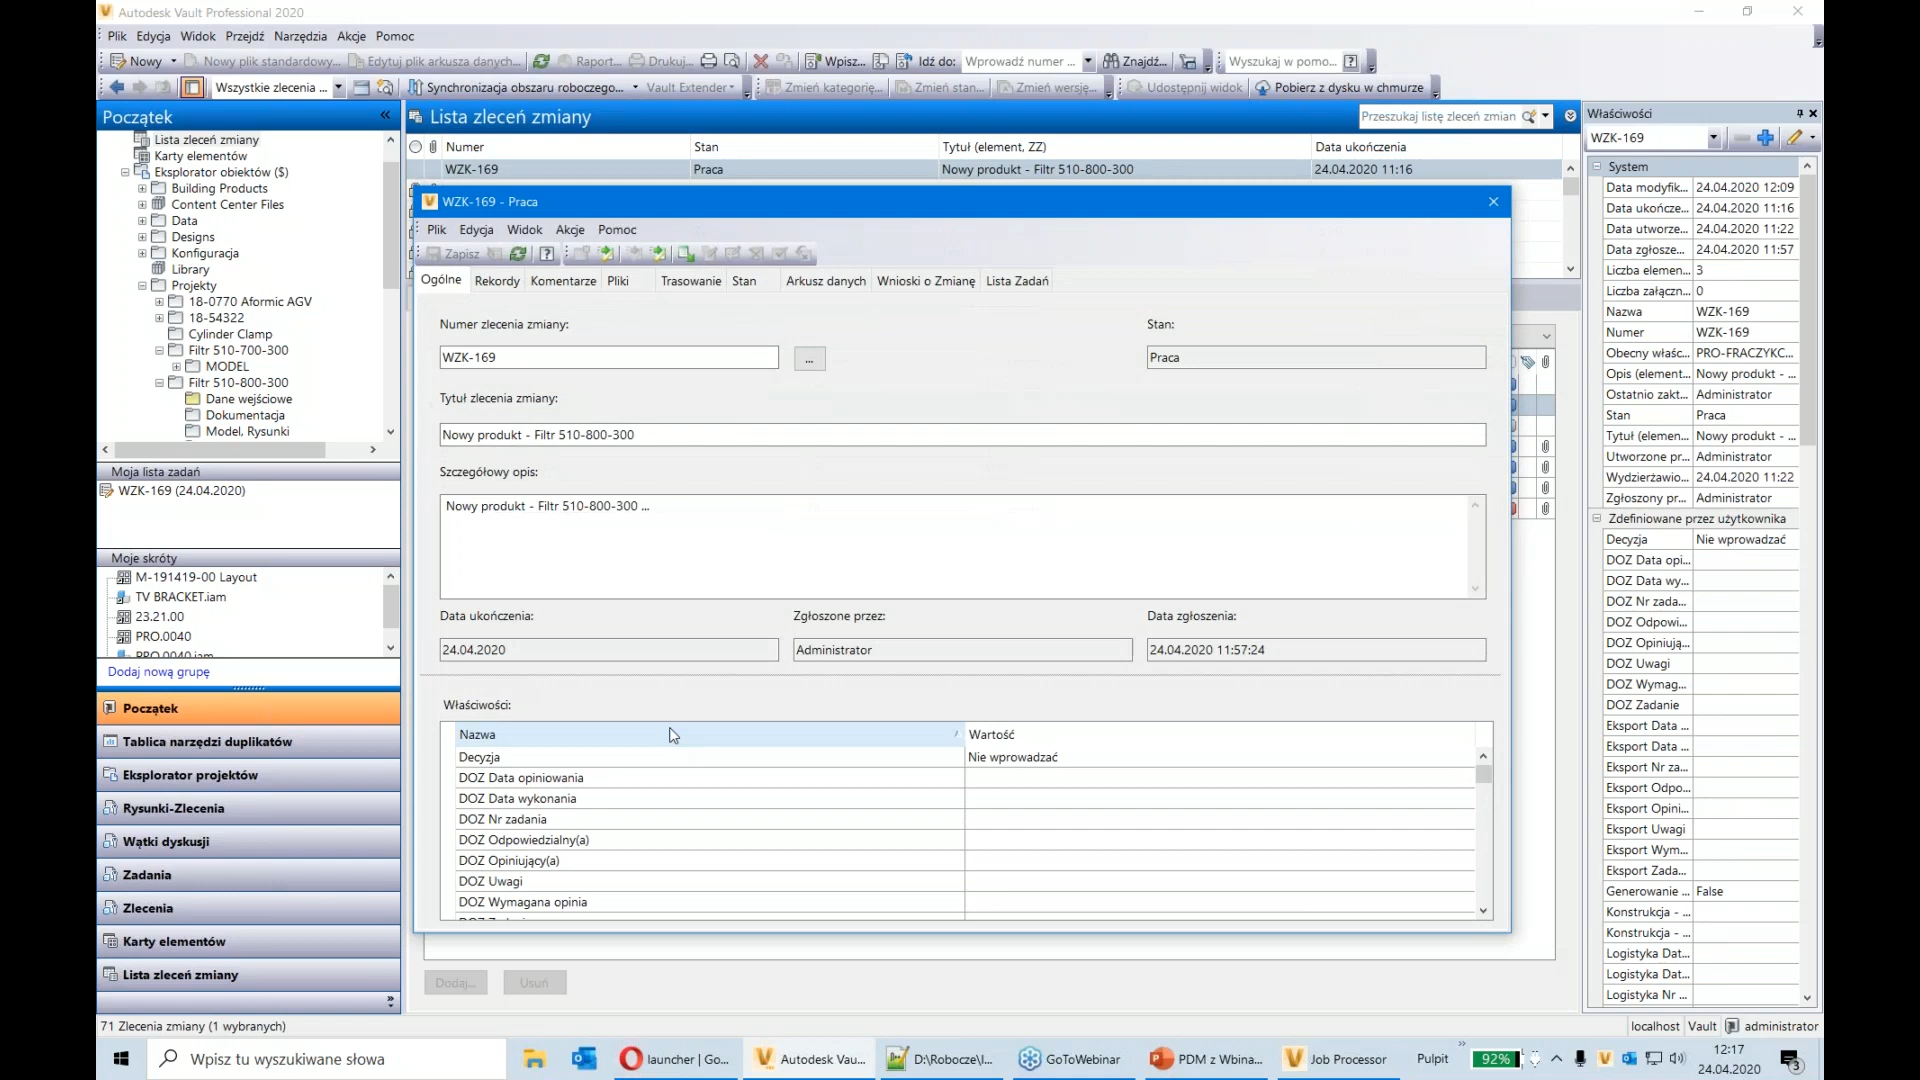 Autodesk Vault Professional 2020
Plik Edycja Widok Przejdź Narzędzia Akcje Pomoc
Nowy Nowy plik standardowy... Edytuj plik arkusza danych... Raport... Drukuj... Wpisz... Idź do: Wprowadź numer ... Znajdź... Wyszukaj w pomo...
Wszystkie zlecenia ... Synchronizacja obszaru roboczego... Vault Extender Zmień kategorię... Zmień stan... Zmień wersję... Udostępnij widok Pobierz z dysku w chmurze
Początek
Lista zleceń zmiany
Karty elementów
Eksplorator obiektów ($)
Building Products
Content Center Files
Data
Designs
Konfiguracja
Library
Projekty
18-0770 Aformic AGV
18-54322
Cylinder Clamp
Filtr 510-700-300
MODEL
Filtr 510-800-300
Dane wejściowe
Dokumentacja
Model, Rysunki
Moja lista zadań
WZK-169 (24.04.2020)
Moje skróty
M-191419-00 Layout
TV BRACKET.iam
23.21.00
PRO.0040
PRO.0040.iam
Dodaj nową grupę
Początek
Tablica narzędzi duplikatów
Eksplorator projektów
Rysunki-Zlecenia
Wątki dyskusji
Zadania
Zlecenia
Karty elementów
Lista zleceń zmiany
71 Zlecenia zmiany (1 wybranych)
Lista zleceń zmiany
Przeszukaj listę zleceń zmian
Numer Stan Tytuł (element, ZZ) Data ukończenia
WZK-169 Praca Nowy produkt - Filtr 510-800-300 24.04.2020 11:16
WZK-169 - Praca
Plik Edycja Widok Akcje Pomoc
Zapisz
Ogólne Rekordy Komentarze Pliki Trasowanie Stan Arkusz danych Wnioski o Zmianę Lista Zadań
Numer zlecenia zmiany: Stan:
WZK-169 ... Praca
Tytuł zlecenia zmiany:
Nowy produkt - Filtr 510-800-300
Szczegółowy opis:
Nowy produkt - Filtr 510-800-300 ...
Data ukończenia: Zgłoszone przez: Data zgłoszenia:
24.04.2020 Administrator 24.04.2020 11:57:24
Właściwości:
Nazwa Wartość
Decyzja Nie wprowadzać
DOZ Data opiniowania
DOZ Data wykonania
DOZ Nr zadania
DOZ Odpowiedzialny(a)
DOZ Opiniujący(a)
DOZ Uwagi
DOZ Wymagana opinia
Dodaj... Usuń
Właściwości
WZK-169
System
Data modyfik... 24.04.2020 12:09
Data ukończe... 24.04.2020 11:16
Data utworze... 24.04.2020 11:22
Data zgłosze... 24.04.2020 11:57
Liczba elemen... 3
Liczba załączn... 0
Nazwa WZK-169
Numer WZK-169
Obecny właśc... PRO-FRACZYKC...
Opis (element... Nowy produkt - ...
Ostatnio zakt... Administrator
Stan Praca
Tytuł (elemen... Nowy produkt - ...
Utworzone pr... Administrator
Wydzierżawio... 24.04.2020 11:22
Zgłoszony pr... Administrator
Zdefiniowane przez użytkownika
Decyzja Nie wprowadzać
DOZ Data opi...
DOZ Data wy...
DOZ Nr zada...
DOZ Odpowi...
DOZ Opiniują...
DOZ Uwagi
DOZ Wymag...
DOZ Zadanie
Eksport Data ...
Eksport Data ...
Eksport Nr za...
Eksport Odpo...
Eksport Opini...
Eksport Uwagi
Eksport Wym...
Eksport Zada...
Generowanie ... False
Konstrukcja - ...
Konstrukcja - ...
Logistyka Dat...
Logistyka Dat...
Logistyka Nr ...
localhost Vault administrator
Wpisz tu wyszukiwane słowa
launcher | Go... Autodesk Vau... D:\Robocze\I... GoToWebinar PDM z Wbina... Job Processor Pulpit 92%
12:17
24.04.2020
3